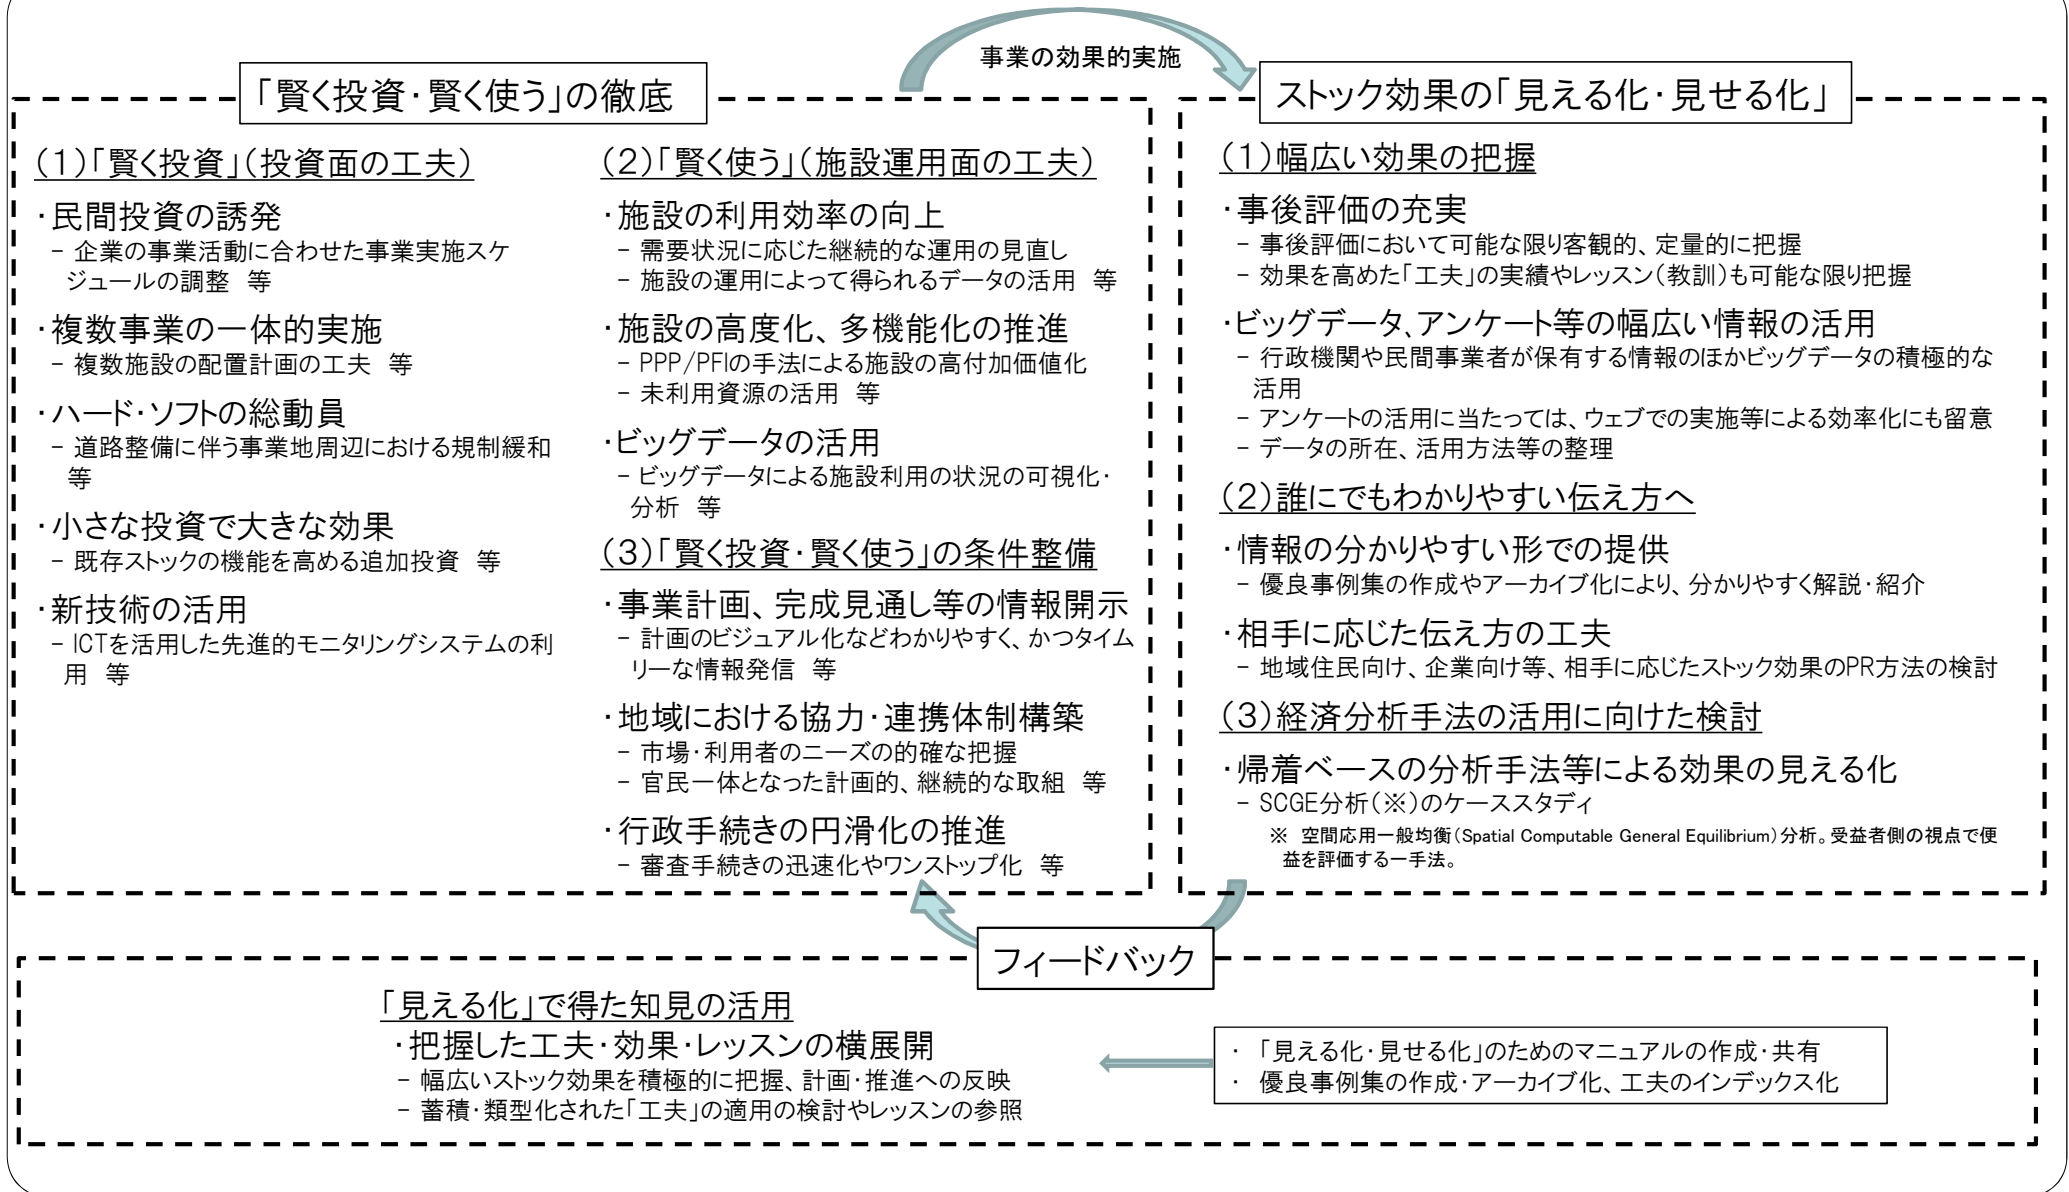 事業の効果的実施
「賢く投資・賢く使う」の徹底
(1)「賢く投資」(投資面の工夫)
・民間投資の誘発
− 企業の事業活動に合わせた事業実施スケ
ジュールの調整 等
・複数事業の一体的実施
− 複数施設の配置計画の工夫 等
・ハード・ソフトの総動員
− 道路整備に伴う事業地周辺における規制緩和
等
・小さな投資で大きな効果
− 既存ストックの機能を高める追加投資 等
・新技術の活用
− ICTを活用した先進的モニタリングシステムの利
用 等
(2)「賢く使う」(施設運用面の工夫)
・施設の利用効率の向上
− 需要状況に応じた継続的な運用の見直し
− 施設の運用によって得られるデータの活用 等
・施設の高度化、多機能化の推進
− PPP/PFIの手法による施設の高付加価値化
− 未利用資源の活用 等
・ビッグデータの活用
− ビッグデータによる施設利用の状況の可視化・
分析 等
(3)「賢く投資・賢く使う」の条件整備
・事業計画、完成見通し等の情報開示
− 計画のビジュアル化などわかりやすく、かつタイム
リーな情報発信 等
・地域における協力・連携体制構築
− 市場・利用者のニーズの的確な把握
− 官民一体となった計画的、継続的な取組 等
・行政手続きの円滑化の推進
− 審査手続きの迅速化やワンストップ化 等
ストック効果の「見える化・見せる化」
(1)幅広い効果の把握
・事後評価の充実
− 事後評価において可能な限り客観的、定量的に把握
− 効果を高めた「工夫」の実績やレッスン(教訓)も可能な限り把握
・ビッグデータ、アンケート等の幅広い情報の活用
− 行政機関や民間事業者が保有する情報のほかビッグデータの積極的な
活用
− アンケートの活用に当たっては、ウェブでの実施等による効率化にも留意
− データの所在、活用方法等の整理
(2)誰にでもわかりやすい伝え方へ
・情報の分かりやすい形での提供
− 優良事例集の作成やアーカイブ化により、分かりやすく解説・紹介
・相手に応じた伝え方の工夫
− 地域住民向け、企業向け等、相手に応じたストック効果のPR方法の検討
(3)経済分析手法の活用に向けた検討
・帰着ベースの分析手法等による効果の見える化
− SCGE分析(※)のケーススタディ
※ 空間応用一般均衡(Spatial Computable General Equilibrium)分析。受益者側の視点で便
益を評価する一手法。
フィードバック
「見える化」で得た知見の活用
・把握した工夫・効果・レッスンの横展開
− 幅広いストック効果を積極的に把握、計画・推進への反映
− 蓄積・類型化された「工夫」の適用の検討やレッスンの参照
・ 「見える化・見せる化」のためのマニュアルの作成・共有
・ 優良事例集の作成・アーカイブ化、工夫のインデックス化